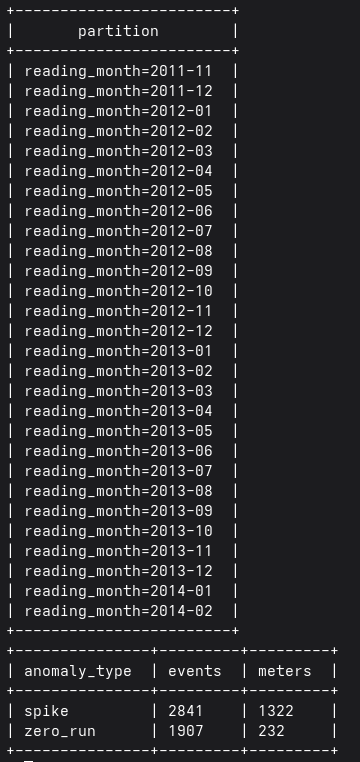 +------------------------+
|       partition        |
+------------------------+
| reading_month=2011-11  |
| reading_month=2011-12  |
| reading_month=2012-01  |
| reading_month=2012-02  |
| reading_month=2012-03  |
| reading_month=2012-04  |
| reading_month=2012-05  |
| reading_month=2012-06  |
| reading_month=2012-07  |
| reading_month=2012-08  |
| reading_month=2012-09  |
| reading_month=2012-10  |
| reading_month=2012-11  |
| reading_month=2012-12  |
| reading_month=2013-01  |
| reading_month=2013-02  |
| reading_month=2013-03  |
| reading_month=2013-04  |
| reading_month=2013-05  |
| reading_month=2013-06  |
| reading_month=2013-07  |
| reading_month=2013-08  |
| reading_month=2013-09  |
| reading_month=2013-10  |
| reading_month=2013-11  |
| reading_month=2013-12  |
| reading_month=2014-01  |
| reading_month=2014-02  |
+------------------------+
+---------------+---------+---------+
| anomaly_type  | events  | meters  |
+---------------+---------+---------+
| spike         | 2841    | 1322    |
| zero_run      | 1907    | 232     |
+---------------+---------+---------+